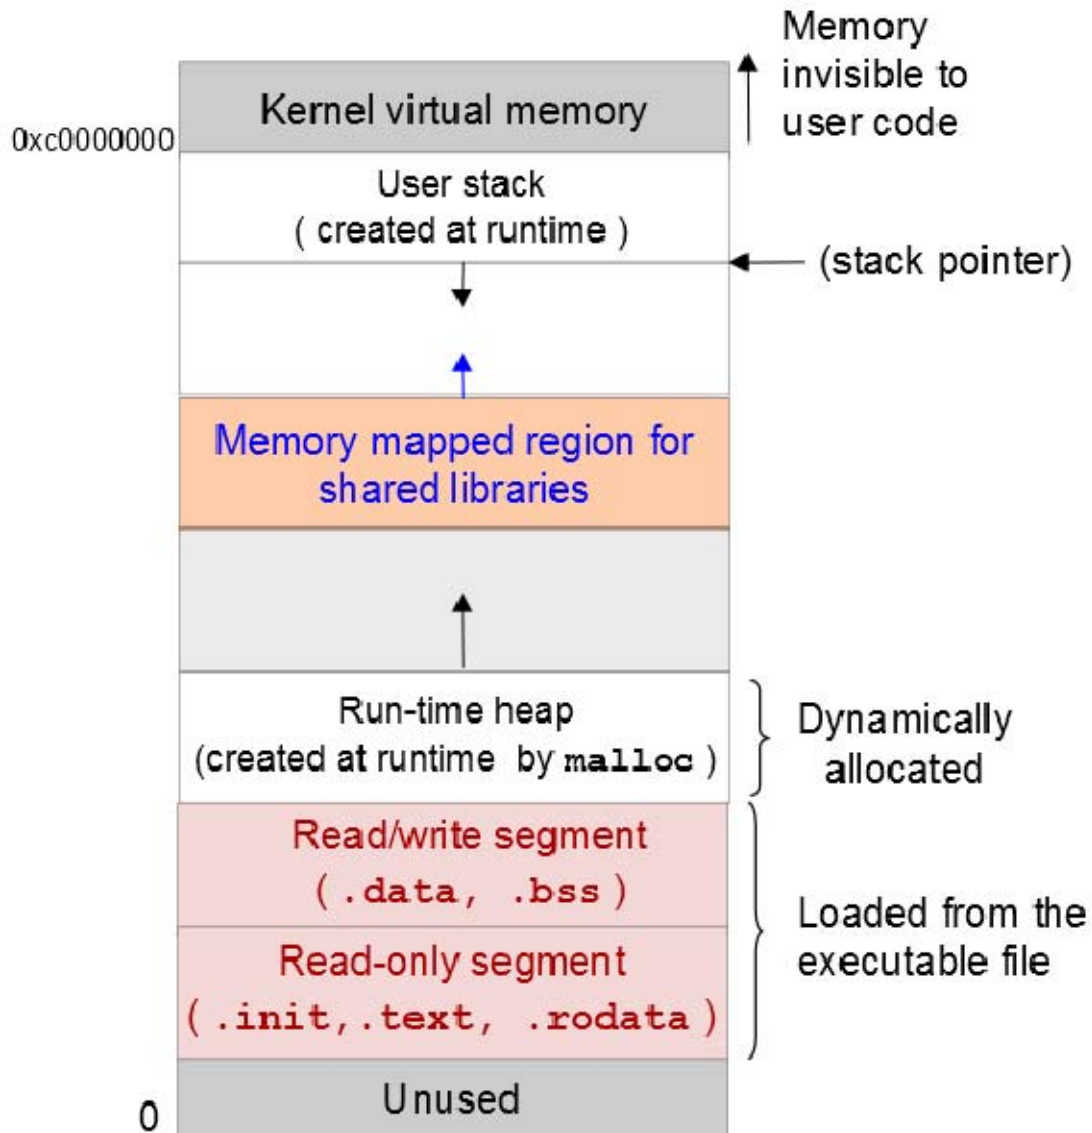 Memory
invisible to
user code
Kernel virtual memory
0xc0000000
User stack
( created at runtime )
(stack pointer)
Memory mapped region for
shared libraries
Run-time heap
(created at runtime by malloc )
Dynamically
allocated
Read/write segment
( .data, .bss )
Loaded from the
executable file
Read-only segment
( .init, .text, .rodata )
Unused
0